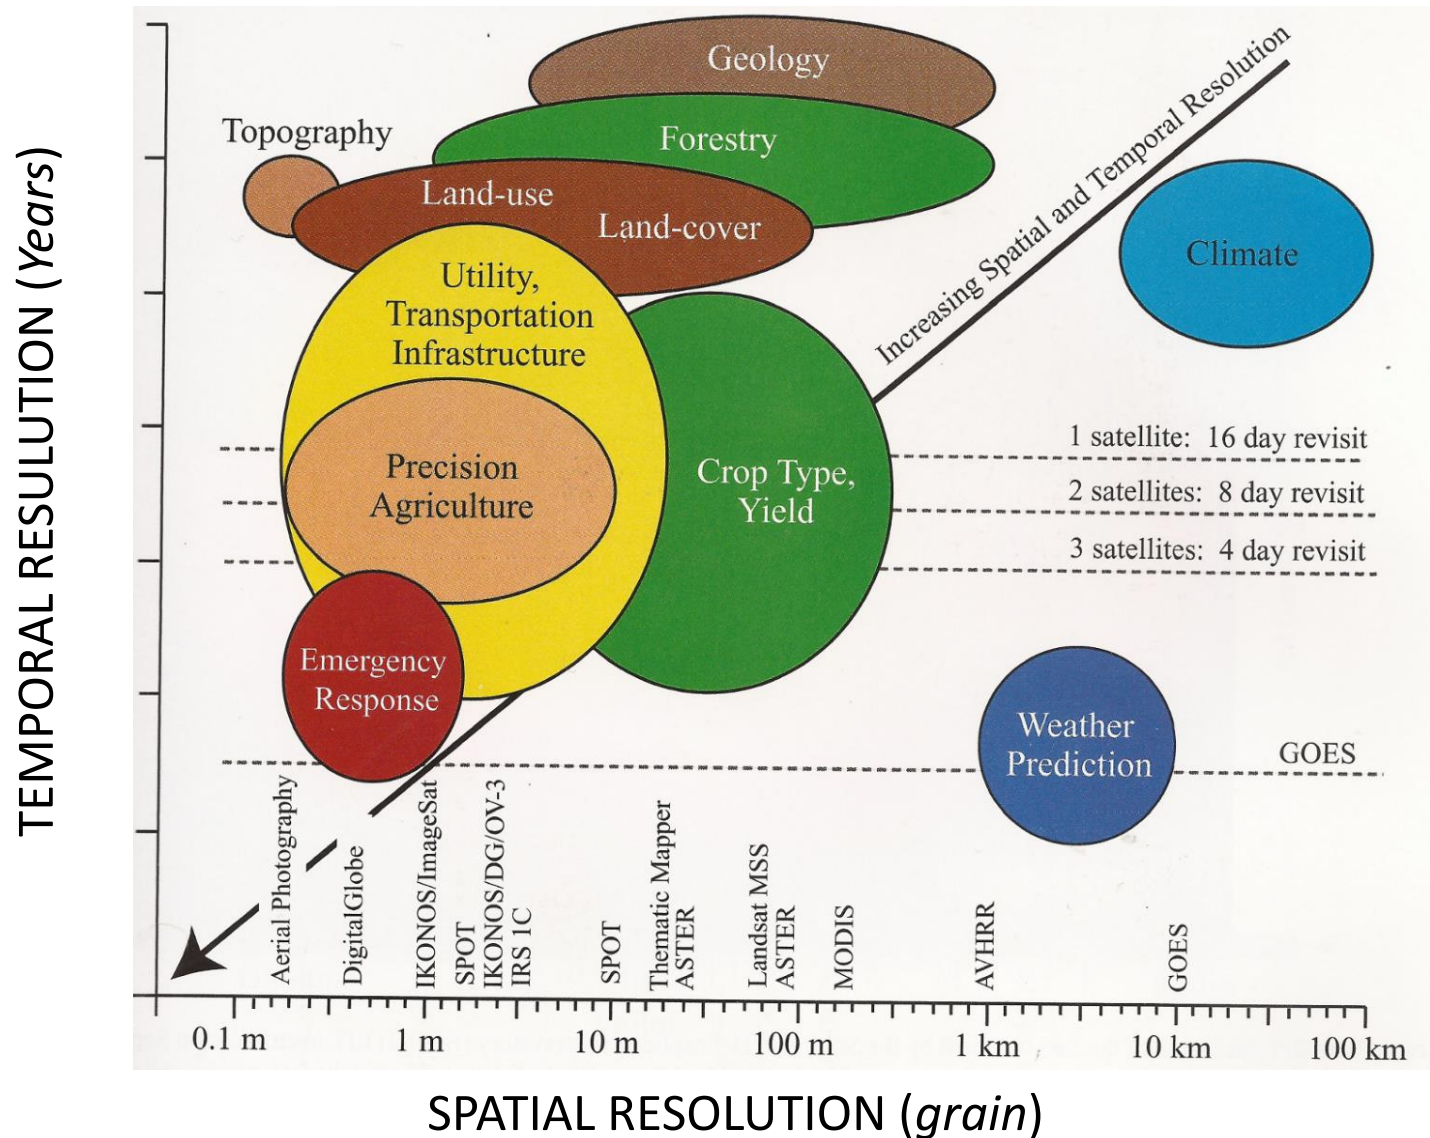 Geology
Topography
Forestry
Land-use
Land-cover
Increasing Spatial and Temporal Resolution
Climate
Utility,
Transportation
Infrastructure
1 satellite: 16 day revisit
Precision
Agriculture
Crop Type,
Yield
2 satellites: 8 day revisit
3 satellites: 4 day revisit
Emergency
Response
Weather
Prediction
GOES
Aerial Photography
DigitalGlobe
IKONOS/ImageSat
SPOT
IKONOS/DG/OV-3
IRS 1C
SPOT
Thematic Mapper
ASTER
Landsat MSS
ASTER
MODIS
AVHRR
GOES
0.1 m
1 m
10 m
100 m
1 km
10 km
100 km
TEMPORAL RESULUTION (Years)
SPATIAL RESOLUTION (grain)